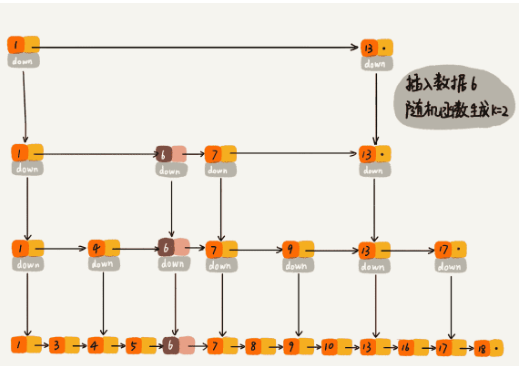 1 13
down down
插入数据6
随机函数生成K=2
1 6 7 13
down down down down
1 4 6 7 9 13 17
down down down down down down down
1 3 4 5 6 7 8 9 10 13 16 17 18